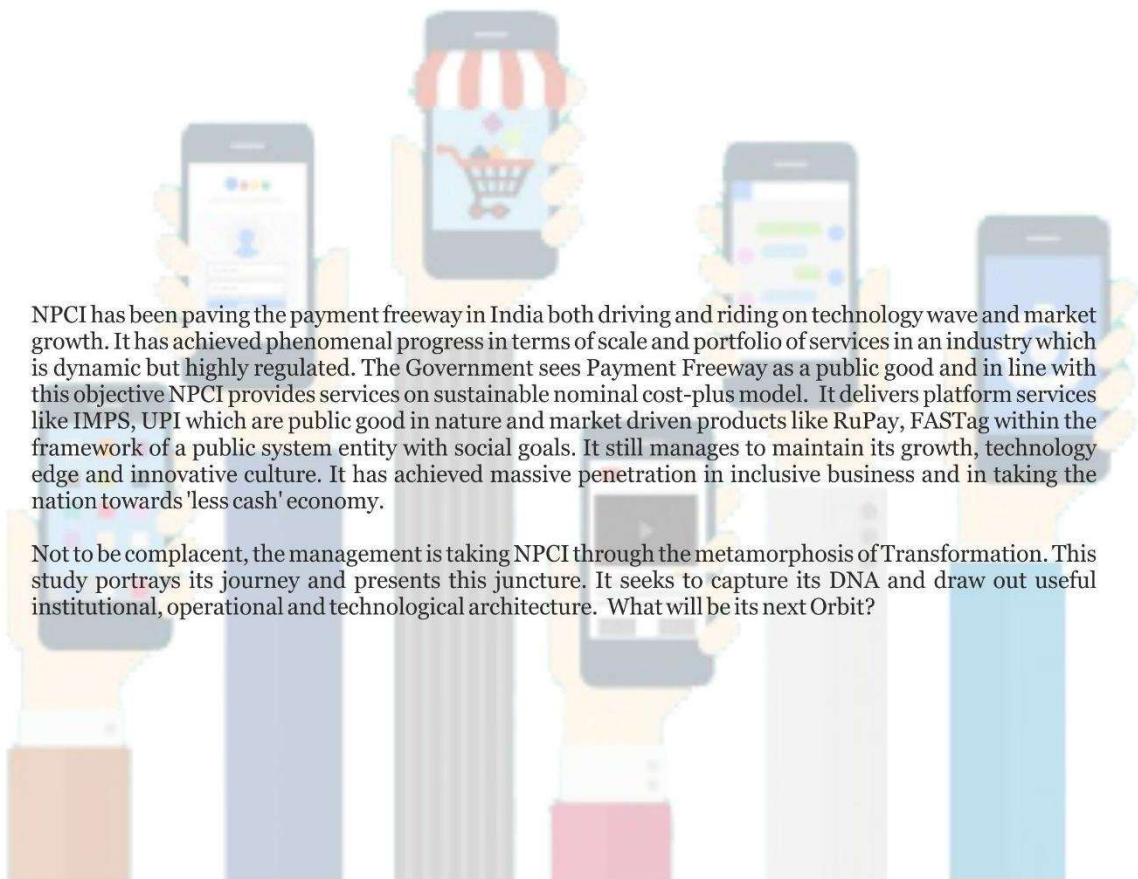 NPCI has been paving the payment freeway in India both driving and riding on technology wave and market
growth. It has achieved phenomenal progress in terms of scale and portfolio of services in an industry which
is dynamic but highly regulated. The Government sees Payment Freeway as a public good and in line with
this objective NPCI provides services on sustainable nominal cost-plus model. It delivers platform services
like IMPS, UPI which are public good in nature and market driven products like RuPay, FASTag within the
framework of a public system entity with social goals. It still manages to maintain its growth, technology
edge and innovative culture. It has achieved massive penetration in inclusive business and in taking the
nation towards 'less cash' economy.
Not to be complacent, the management is taking NPCI through the metamorphosis of Transformation. This
study portrays its journey and presents this juncture. It seeks to capture its DNA and draw out useful
institutional, operational and technological architecture. What will be its next Orbit?